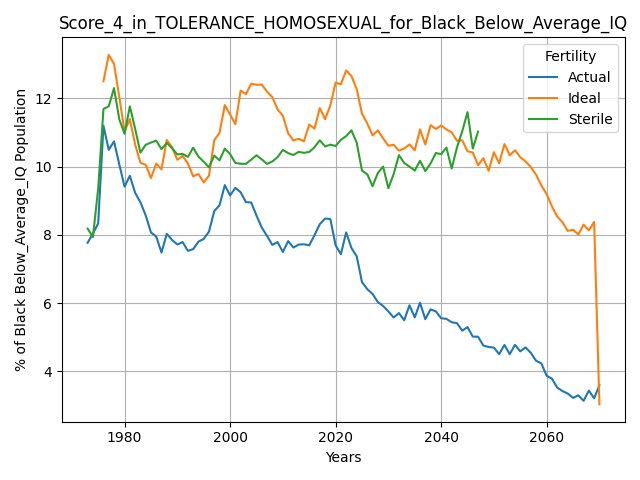 Score_4_in_TOLERANCE_HOMOSEXUAL_for_Black_Below_Average_IQ
Fertility
Actual
Ideal
Sterile
% of Black Below_Average_IQ Population
12
10
8
6
4
1980 2000 2020 2040 2060
Years